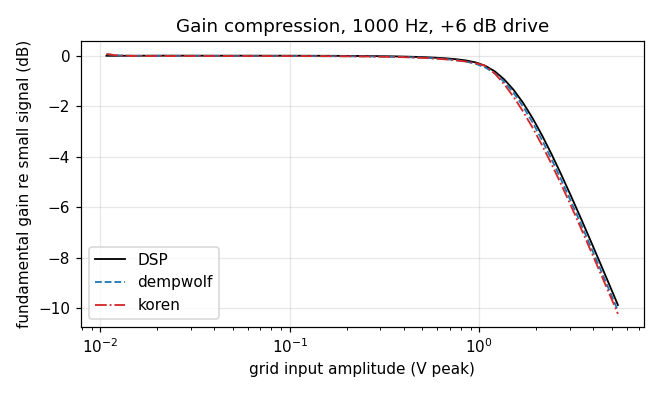 Gain compression, 1000 Hz, +6 dB drive
fundamental gain re small signal (dB)
0
−2
−4
−6
−8
−10
DSP
dempwolf
koren
10⁻²
10⁻¹
10⁰
grid input amplitude (V peak)